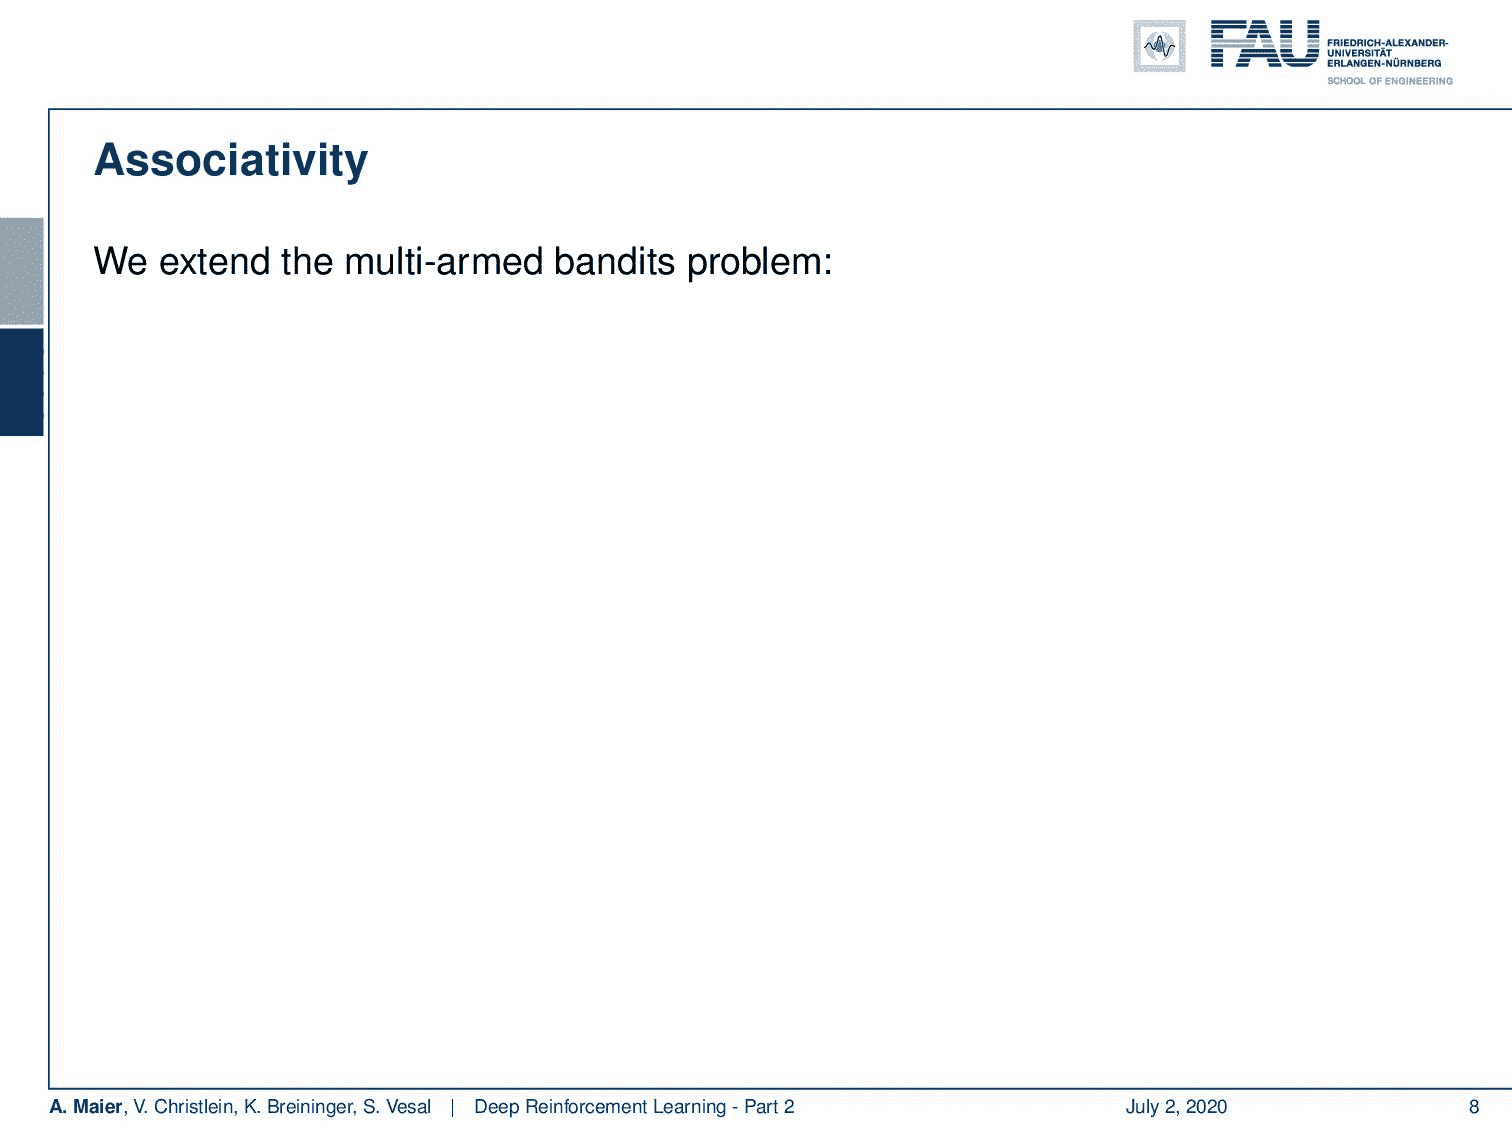 FAU
FRIEDRICH-ALEXANDER-
UNIVERSITÄT
ERLANGEN-NÜRNBERG
SCHOOL OF ENGINEERING
Associativity
We extend the multi-armed bandits problem:
A. Maier, V. Christlein, K. Breininger, S. Vesal | Deep Reinforcement Learning - Part 2 July 2, 2020 8